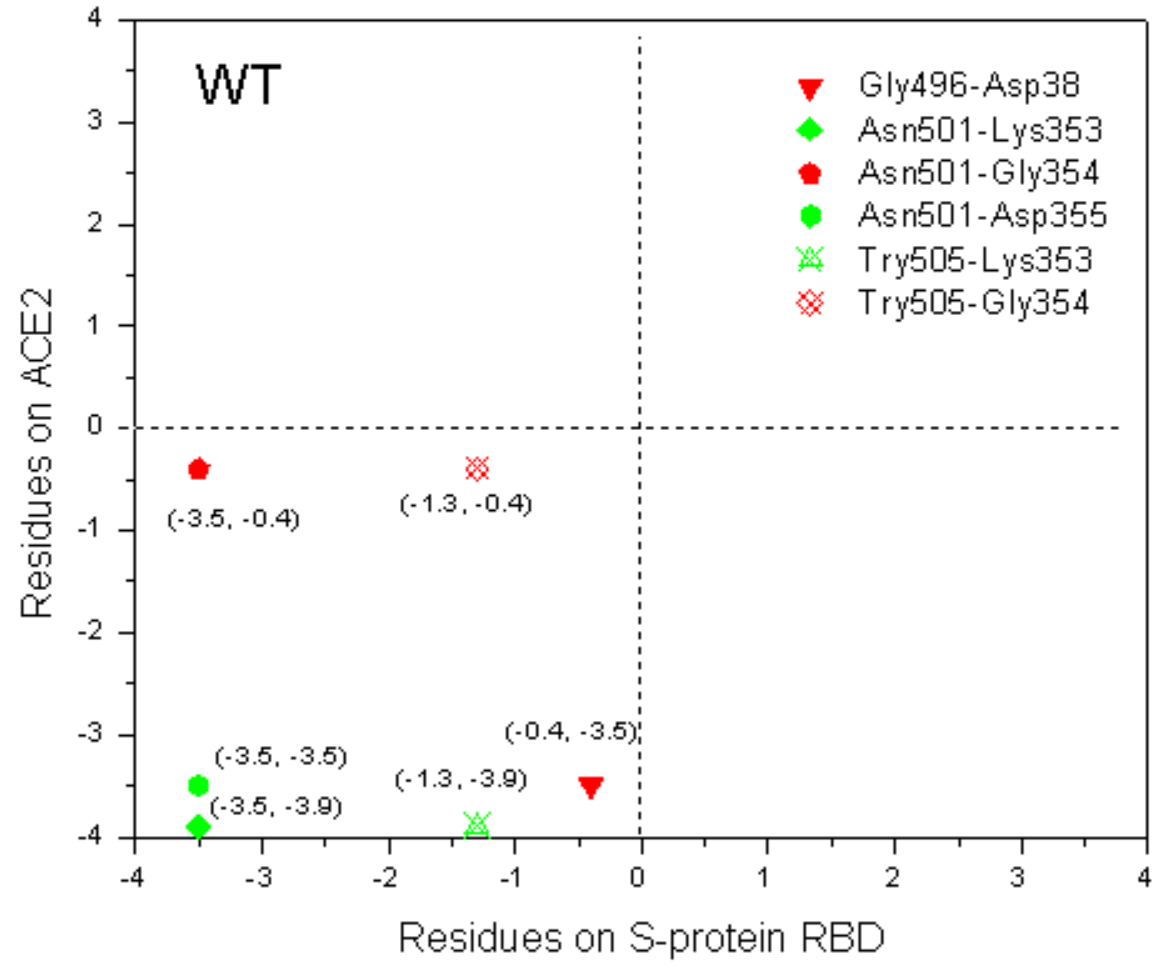 WT
Gly496-Asp38
Asn501-Lys353
Asn501-Gly354
Asn501-Asp355
Try505-Lys353
Try505-Gly354
4
3
2
1
0
-1
-2
-3
-4
Residues on ACE2
(-3.5, -0.4)
(-1.3, -0.4)
(-0.4, -3.5)
(-3.5, -3.5)
(-1.3, -3.9)
(-3.5, -3.9)
-4 -3 -2 -1 0 1 2 3 4
Residues on S-protein RBD